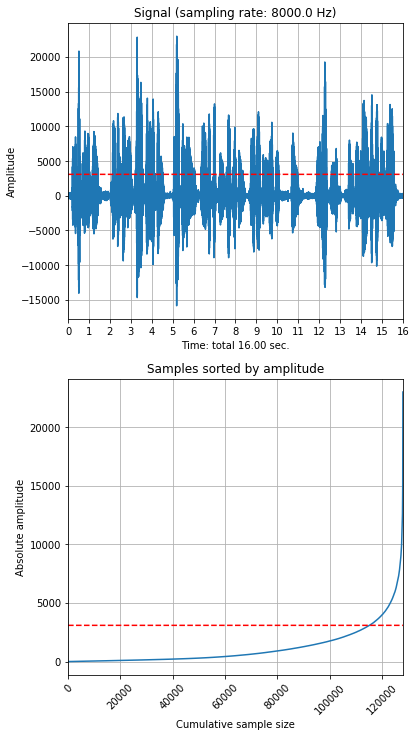 Signal (sampling rate: 8000.0 Hz)
Amplitude
20000
15000
10000
5000
0
−5000
−10000
−15000
0 1 2 3 4 5 6 7 8 9 10 11 12 13 14 15 16
Time: total 16.00 sec.
Samples sorted by amplitude
Absolute amplitude
20000
15000
10000
5000
0
0 20000 40000 60000 80000 100000 120000
Cumulative sample size